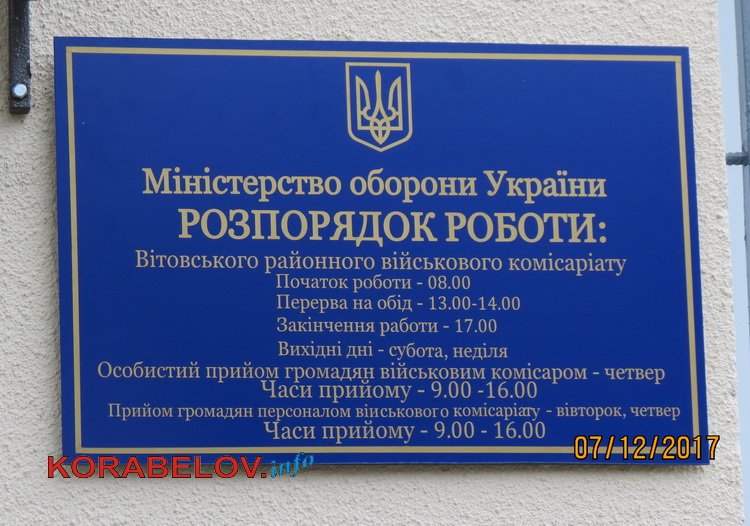 Міністерство оборони України
РОЗПОРЯДОК РОБОТИ:
Вітовського районного військового комісаріату
Початок роботи - 08.00
Перерва на обід - 13.00-14.00
Закінчення работи - 17.00
Вихідні дні - субота, неділя
Особистий прийом громадян військовим комісаром - четвер
Часи прийому - 9.00 -16.00
Прийом громадян персоналом віиськового комісаріату - вівторок, четвер
Часи прийому - 9.00 - 16.00
07/12/2017
KORABELOV.info